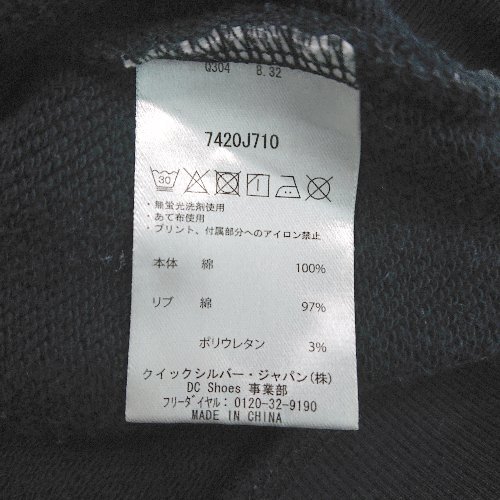 Q304 B.32
7420J710
30
・無蛍光洗剤使用
・あて布使用
・プリント、付属部分へのアイロン禁止
本体 綿 100%
リブ 綿 97%
ポリウレタン 3%
クイックシルバー・ジャパン(株)
DC Shoes 事業部
フリーダイヤル: 0120-32-9190
MADE IN CHINA